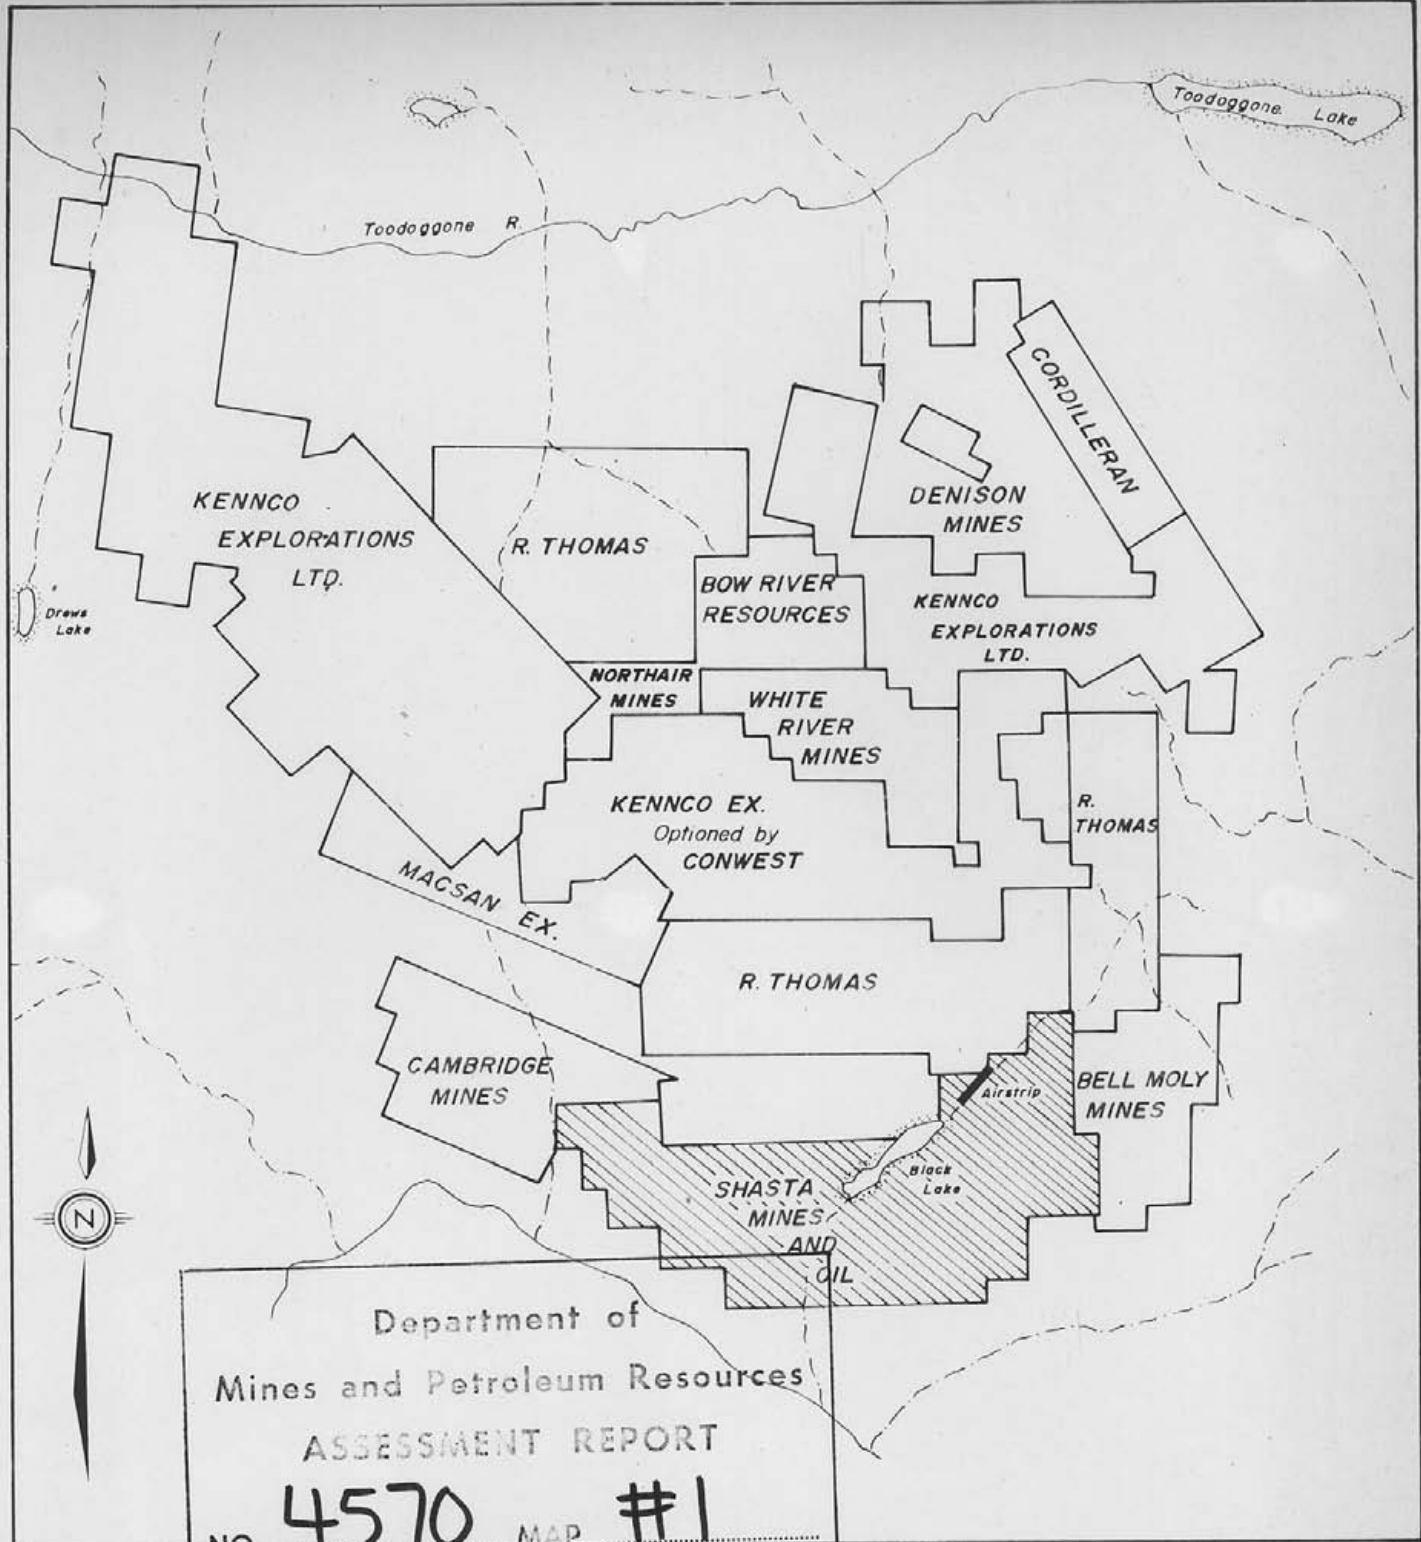 Toodoggone Lake
Toodoggone R.
CORDILLERAN
KENNCO
EXPLORATIONS
LTD.
R. THOMAS
DENISON
MINES
BOW RIVER
RESOURCES
KENNCO
EXPLORATIONS
LTD.
Draws
Lake
NORTHAIR
MINES
WHITE
RIVER
MINES
KENNCO EX.
Optioned by
CONWEST
R.
THOMAS
MACSAN EX.
R. THOMAS
CAMBRIDGE
MINES
Airstrip
BELL MOLY
MINES
Black
Lake
SHASTA
MINES
AND
OIL
N
Department of
Mines and Petroleum Resources
ASSESSMENT REPORT
NO. 4570 MAP #1